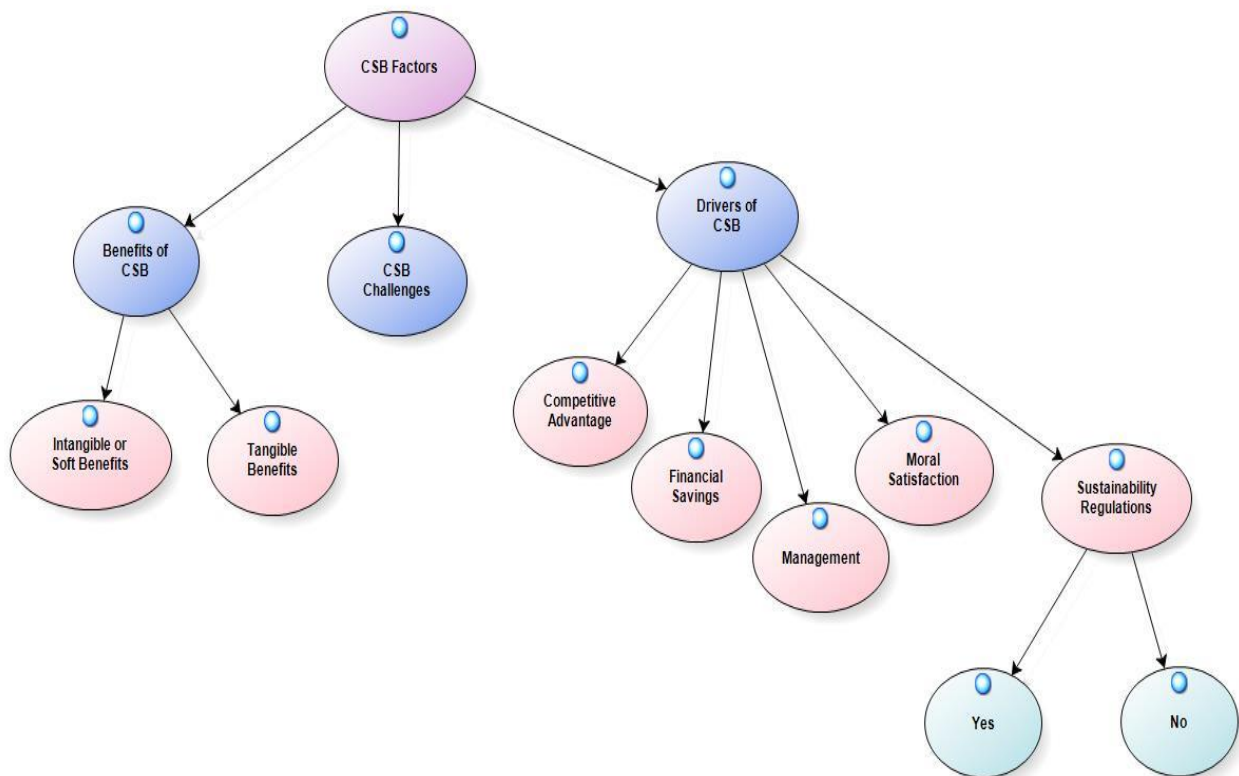 CSB Factors
Drivers of
CSB
Benefits of
CSB
CSB
Challenges
Competitive
Advantage
Financial
Savings
Management
Moral
Satisfaction
Sustainability
Regulations
Intangible or
Soft Benefits
Tangible
Benefits
Yes
No